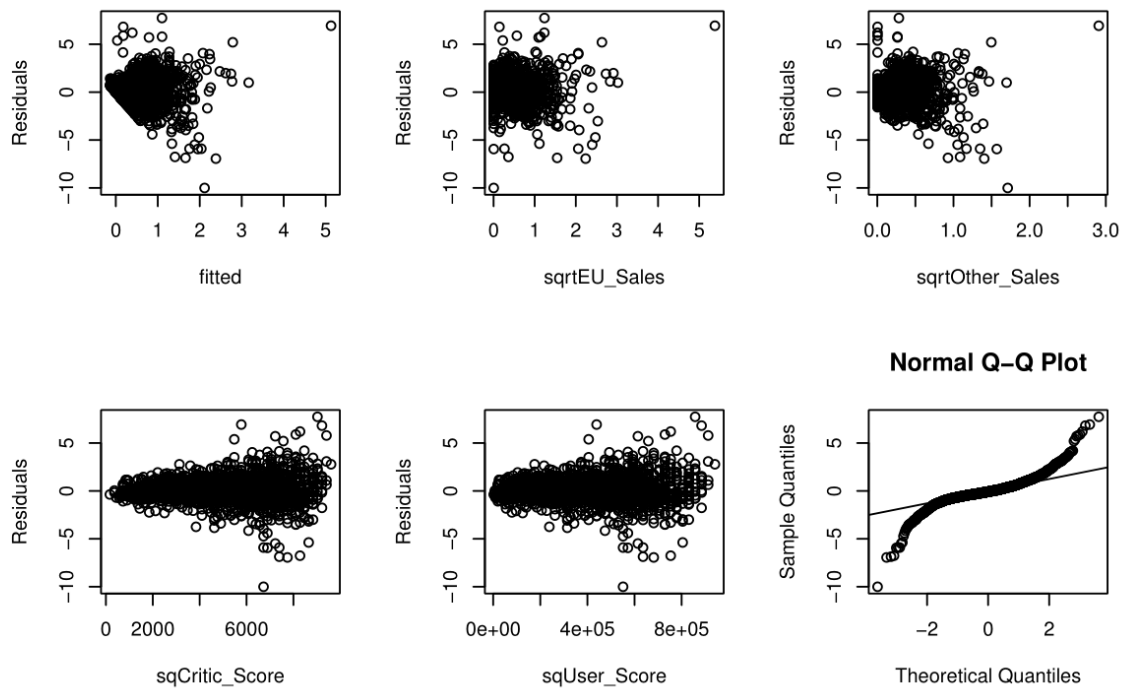 Residuals
−10 −5 0 5
0 1 2 3 4 5
fitted
Residuals
−10 −5 0 5
0 1 2 3 4 5
sqrtEU_Sales
Residuals
−10 −5 0 5
0.0 1.0 2.0 3.0
sqrtOther_Sales
Residuals
−10 −5 0 5
0 2000 6000
sqCritic_Score
Residuals
−10 −5 0 5
0e+00 4e+05 8e+05
sqUser_Score
Normal Q−Q Plot
Sample Quantiles
−10 −5 0 5
−2 0 2
Theoretical Quantiles